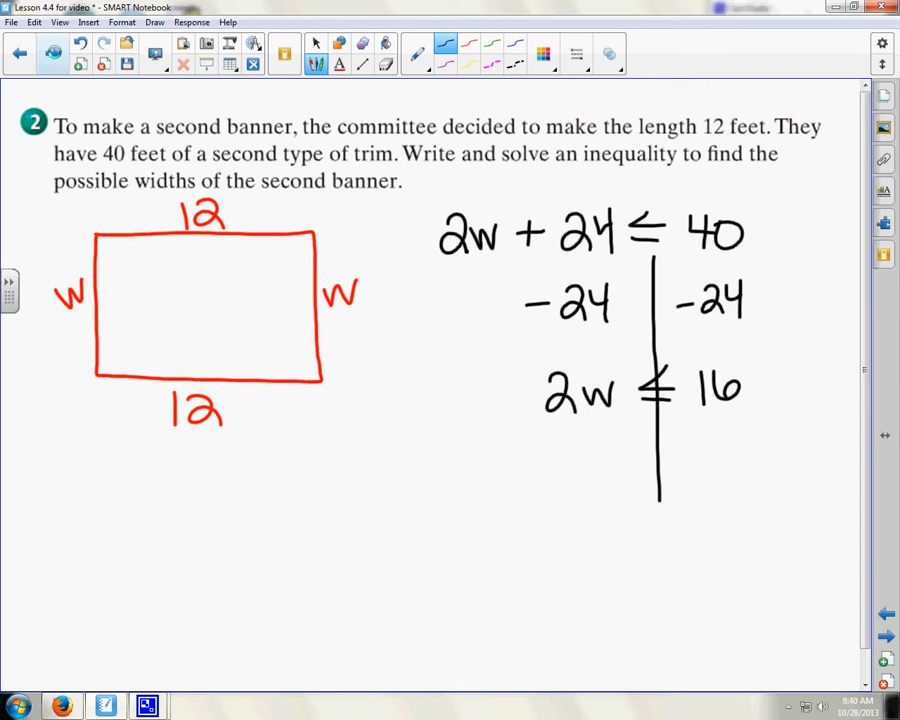 Lesson 4.4 for video * - SMART Notebook
File Edit View Insert Format Draw Response Help
2 To make a second banner, the committee decided to make the length 12 feet. They
have 40 feet of a second type of trim. Write and solve an inequality to find the
possible widths of the second banner.
12
w
w
12
2w + 24 ≤ 40
-24 -24
2w ≤ 16
8:40 AM
10/28/2013